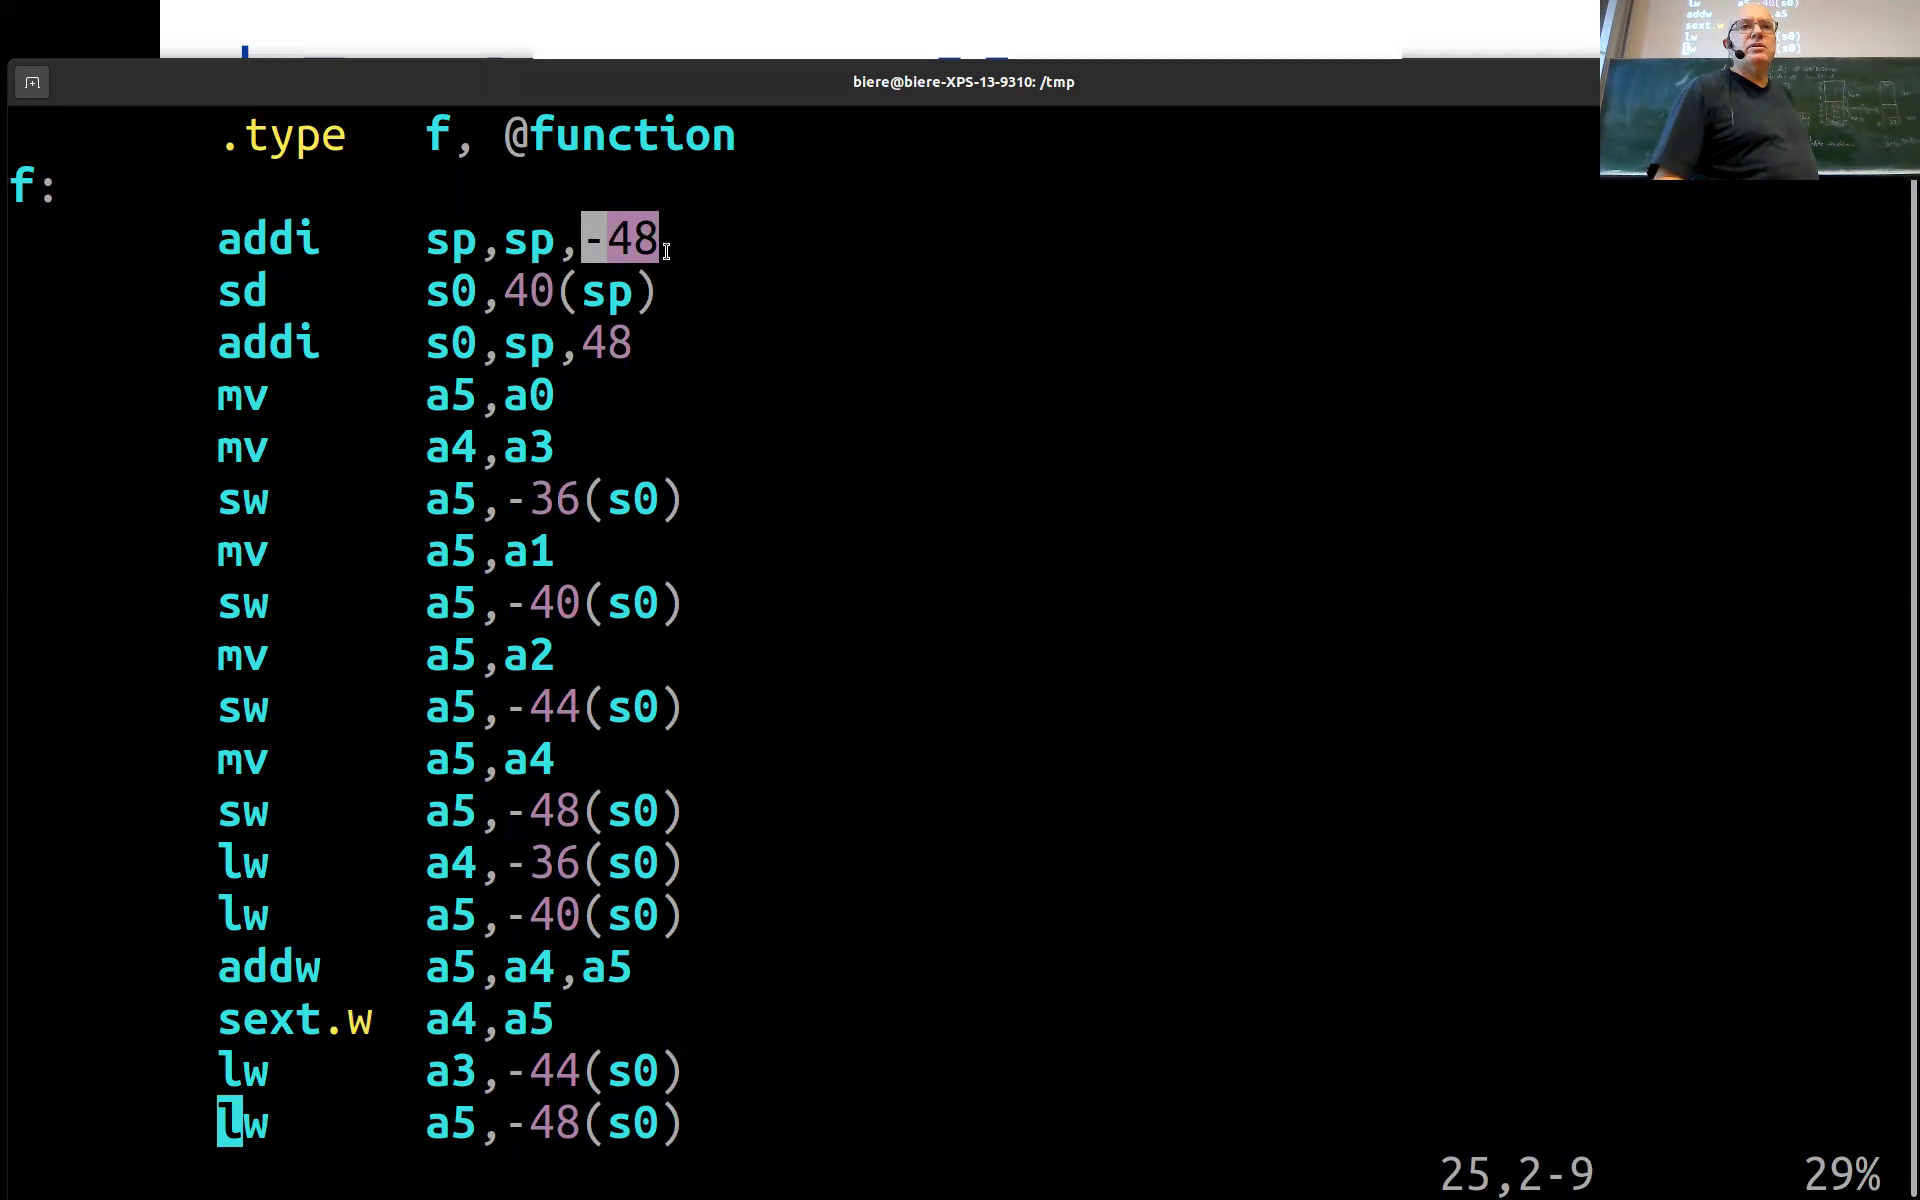 biere@biere-XPS-13-9310: /tmp
.type f, @function
f:
addi sp,sp,-48
sd s0,40(sp)
addi s0,sp,48
mv a5,a0
mv a4,a3
sw a5,-36(s0)
mv a5,a1
sw a5,-40(s0)
mv a5,a2
sw a5,-44(s0)
mv a5,a4
sw a5,-48(s0)
lw a4,-36(s0)
lw a5,-40(s0)
addw a5,a4,a5
sext.w a4,a5
lw a3,-44(s0)
lw a5,-48(s0)
25,2-9 29%